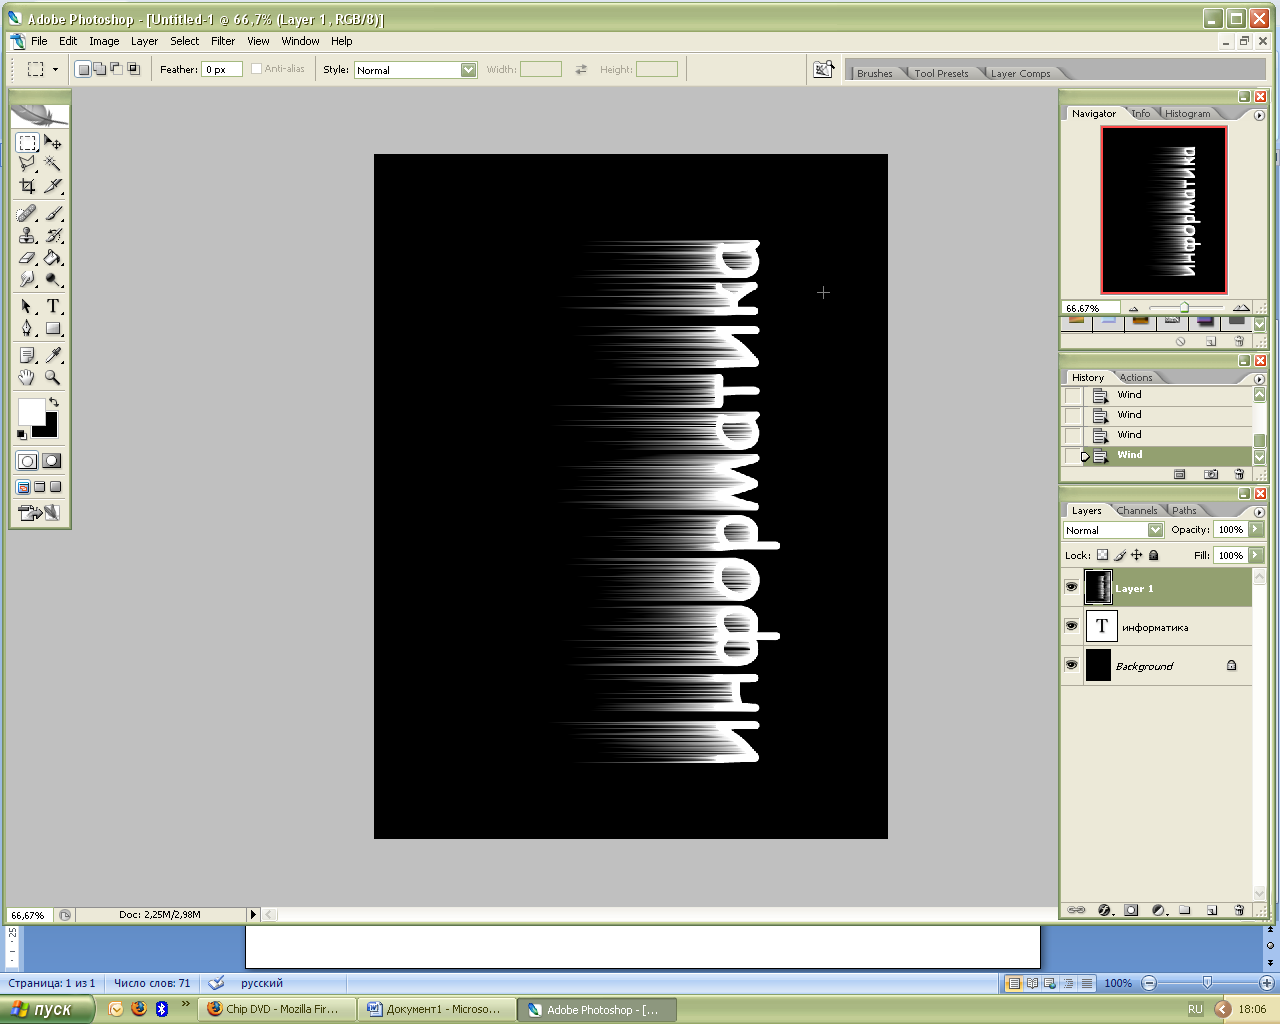 Adobe Photoshop - [Untitled-1 @ 66,7% (Layer 1, RGB/8)]
File Edit Image Layer Select Filter View Window Help
Feather: 0 px Anti-alias Style: Normal Width: Height: Brushes Tool Presets Layer Comps
Navigator Info Histogram
информатика
66.67%
информатика
History Actions
Wind
Wind
Wind
Wind
Layers Channels Paths
Normal Opacity: 100%
Lock: Fill: 100%
Layer 1
T информатика
Background
66,67% Doc: 2,25M/2,98M
25
Страница: 1 из 1 Число слов: 71 русский 100%
пуск Chip DVD - Mozilla Fir... Документ1 - Microso... Adobe Photoshop - [... RU 18:06